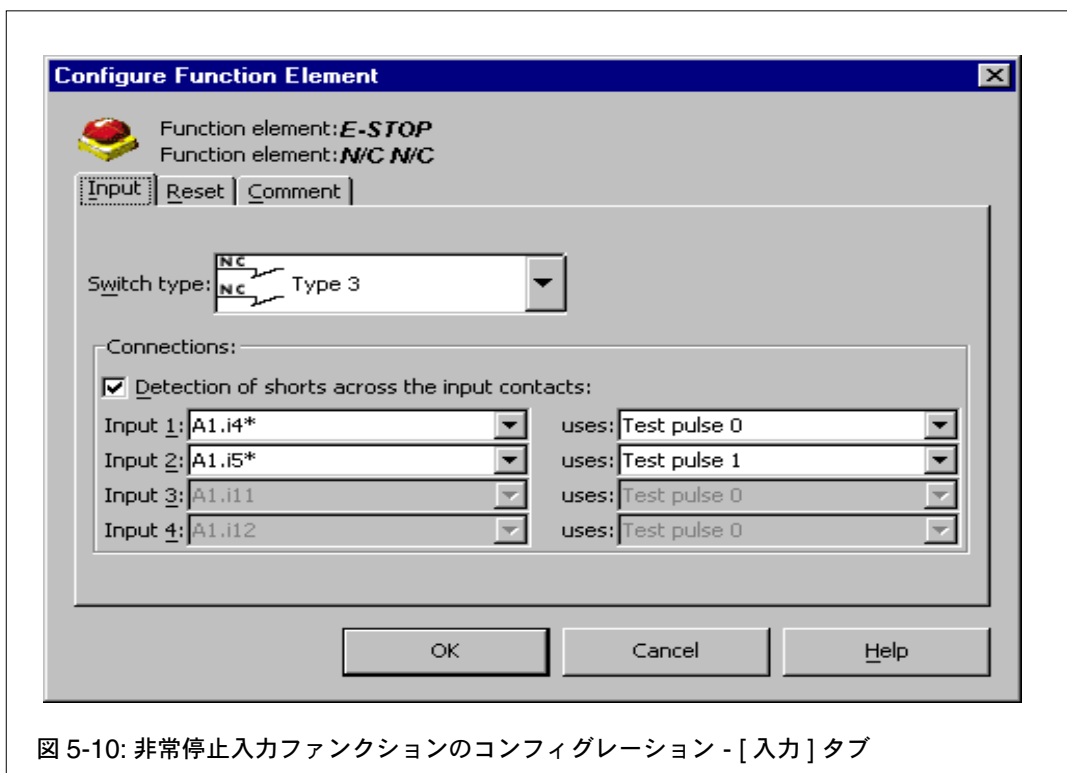 Configure Function Element
Function element:E-STOP
Function element:N/C N/C
Input Reset Comment
Switch type: NC NC Type 3
Connections:
Detection of shorts across the input contacts:
Input 1: A1.i4* uses: Test pulse 0
Input 2: A1.i5* uses: Test pulse 1
Input 3: A1.i11 uses: Test pulse 0
Input 4: A1.i12 uses: Test pulse 0
OK Cancel Help
図 5-10: 非常停止入力ファンクションのコンフィグレーション - [ 入力 ] タブ